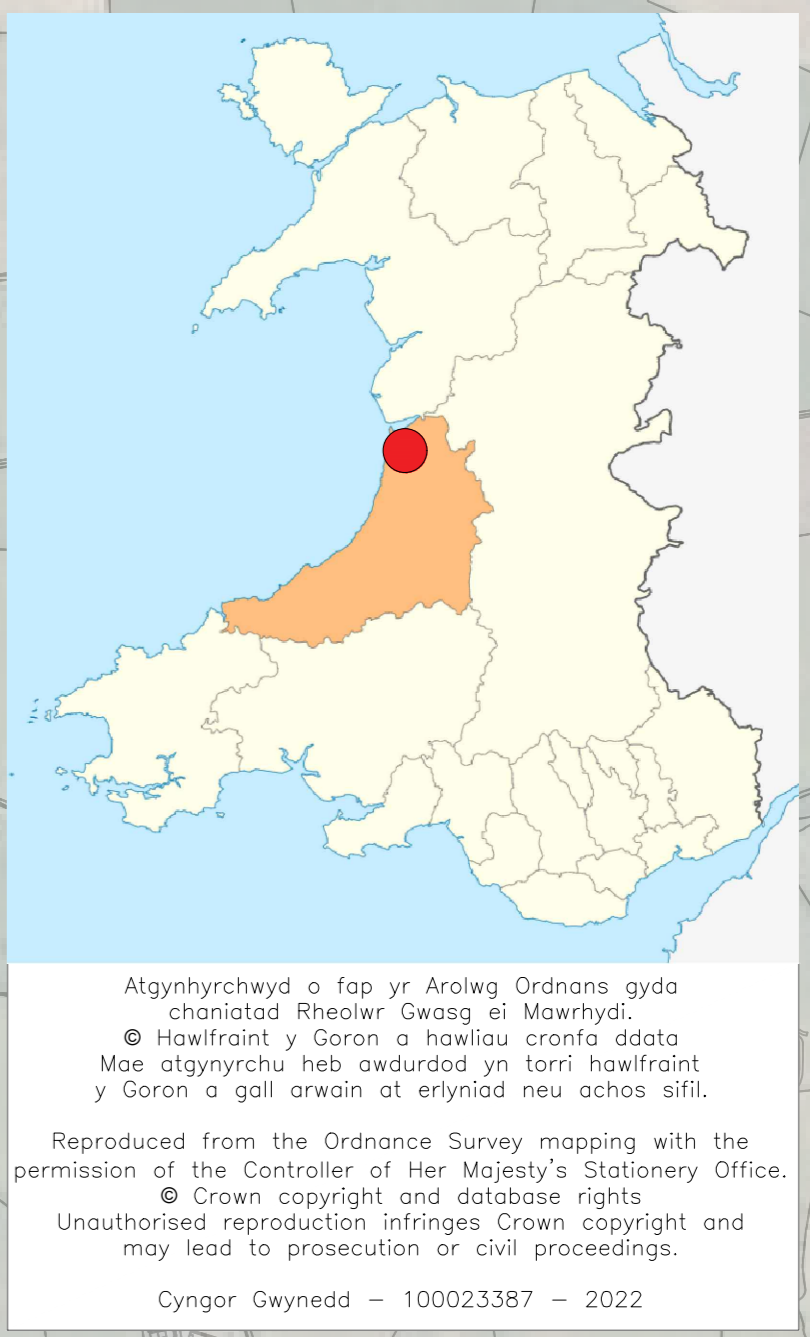 Atgynhyrchwyd o fap yr Arolwg Ordnans gyda
chaniatad Rheolwr Gwasg ei Mawrhydi.
© Hawlfraint y Goron a hawliau cronfa ddata
Mae atgynyrchu heb awdurdod yn torri hawlfraint
y Goron a gall arwain at erlyniad neu achos sifil.
Reproduced from the Ordnance Survey mapping with the
permission of the Controller of Her Majesty's Stationery Office.
© Crown copyright and database rights
Unauthorised reproduction infringes Crown copyright and
may lead to prosecution or civil proceedings.
Cyngor Gwynedd – 100023387 – 2022